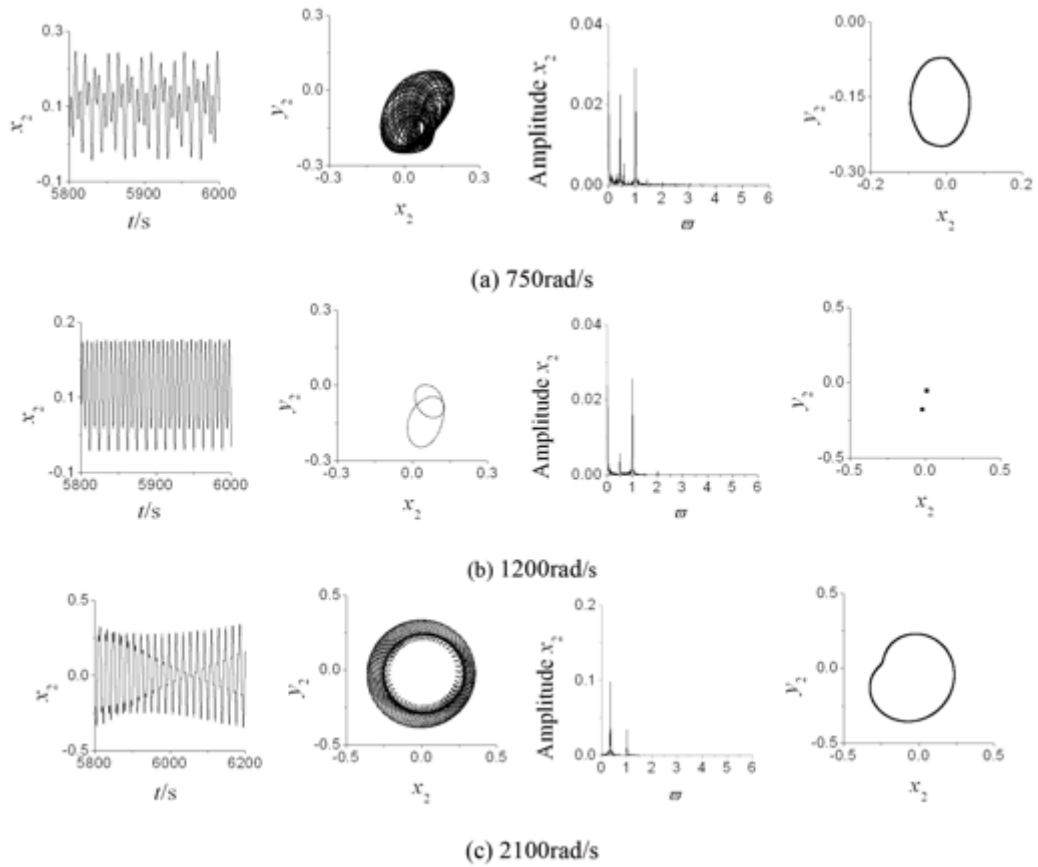 0.3
0.1
-0.1
x₂
5800 5900 6000
t/s
0.3
0.0
-0.3
y₂
-0.3 0.0 0.3
x₂
0.04
0.02
0.00
Amplitude x₂
0 1 2 3 4 5 6
ϖ
0.00
-0.15
-0.30
y₂
-0.2 0.0 0.2
x₂
(a) 750rad/s
0.2
0.1
-0.1
x₂
5800 5900 6000
t/s
0.3
0.0
-0.3
y₂
-0.3 0.0 0.3
x₂
0.04
0.02
0.00
Amplitude x₂
0 1 2 3 4 5 6
ϖ
0.5
0.0
-0.5
y₂
-0.5 0.0 0.5
x₂
(b) 1200rad/s
0.5
0.0
-0.5
x₂
5800 6000 6200
t/s
0.5
0.0
-0.5
y₂
-0.5 0.0 0.5
x₂
0.2
0.1
0.0
Amplitude x₂
0 1 2 3 4 5 6
ϖ
0.5
0.0
-0.5
y₂
-0.5 0.0 0.5
x₂
(c) 2100rad/s